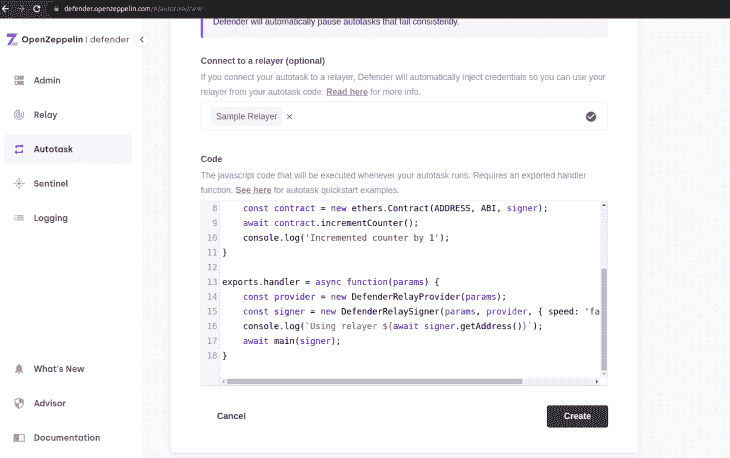 defender.openzeppelin.com/#/autotask/new
Defender will automatically pause autotasks that fail consistently.
OpenZeppelin | defender
Admin
Relay
Autotask
Sentinel
Logging
What's New
Advisor
Documentation
Connect to a relayer (optional)
If you connect your autotask to a relayer, Defender will automatically inject credentials so you can use your
relayer from your autotask code. Read here for more info.
Sample Relayer ×
Code
The javascript code that will be executed whenever your autotask runs. Requires an exported handler
function. See here for autotask quickstart examples.
8 const contract = new ethers.Contract(ADDRESS, ABI, signer);
9 await contract.incrementCounter();
10 console.log('Incremented counter by 1');
11 }
12
13 exports.handler = async function(params) {
14 const provider = new DefenderRelayProvider(params);
15 const signer = new DefenderRelaySigner(params, provider, { speed: 'fa
16 console.log(`Using relayer ${await signer.getAddress()}`);
17 await main(signer);
18 }
Cancel
Create